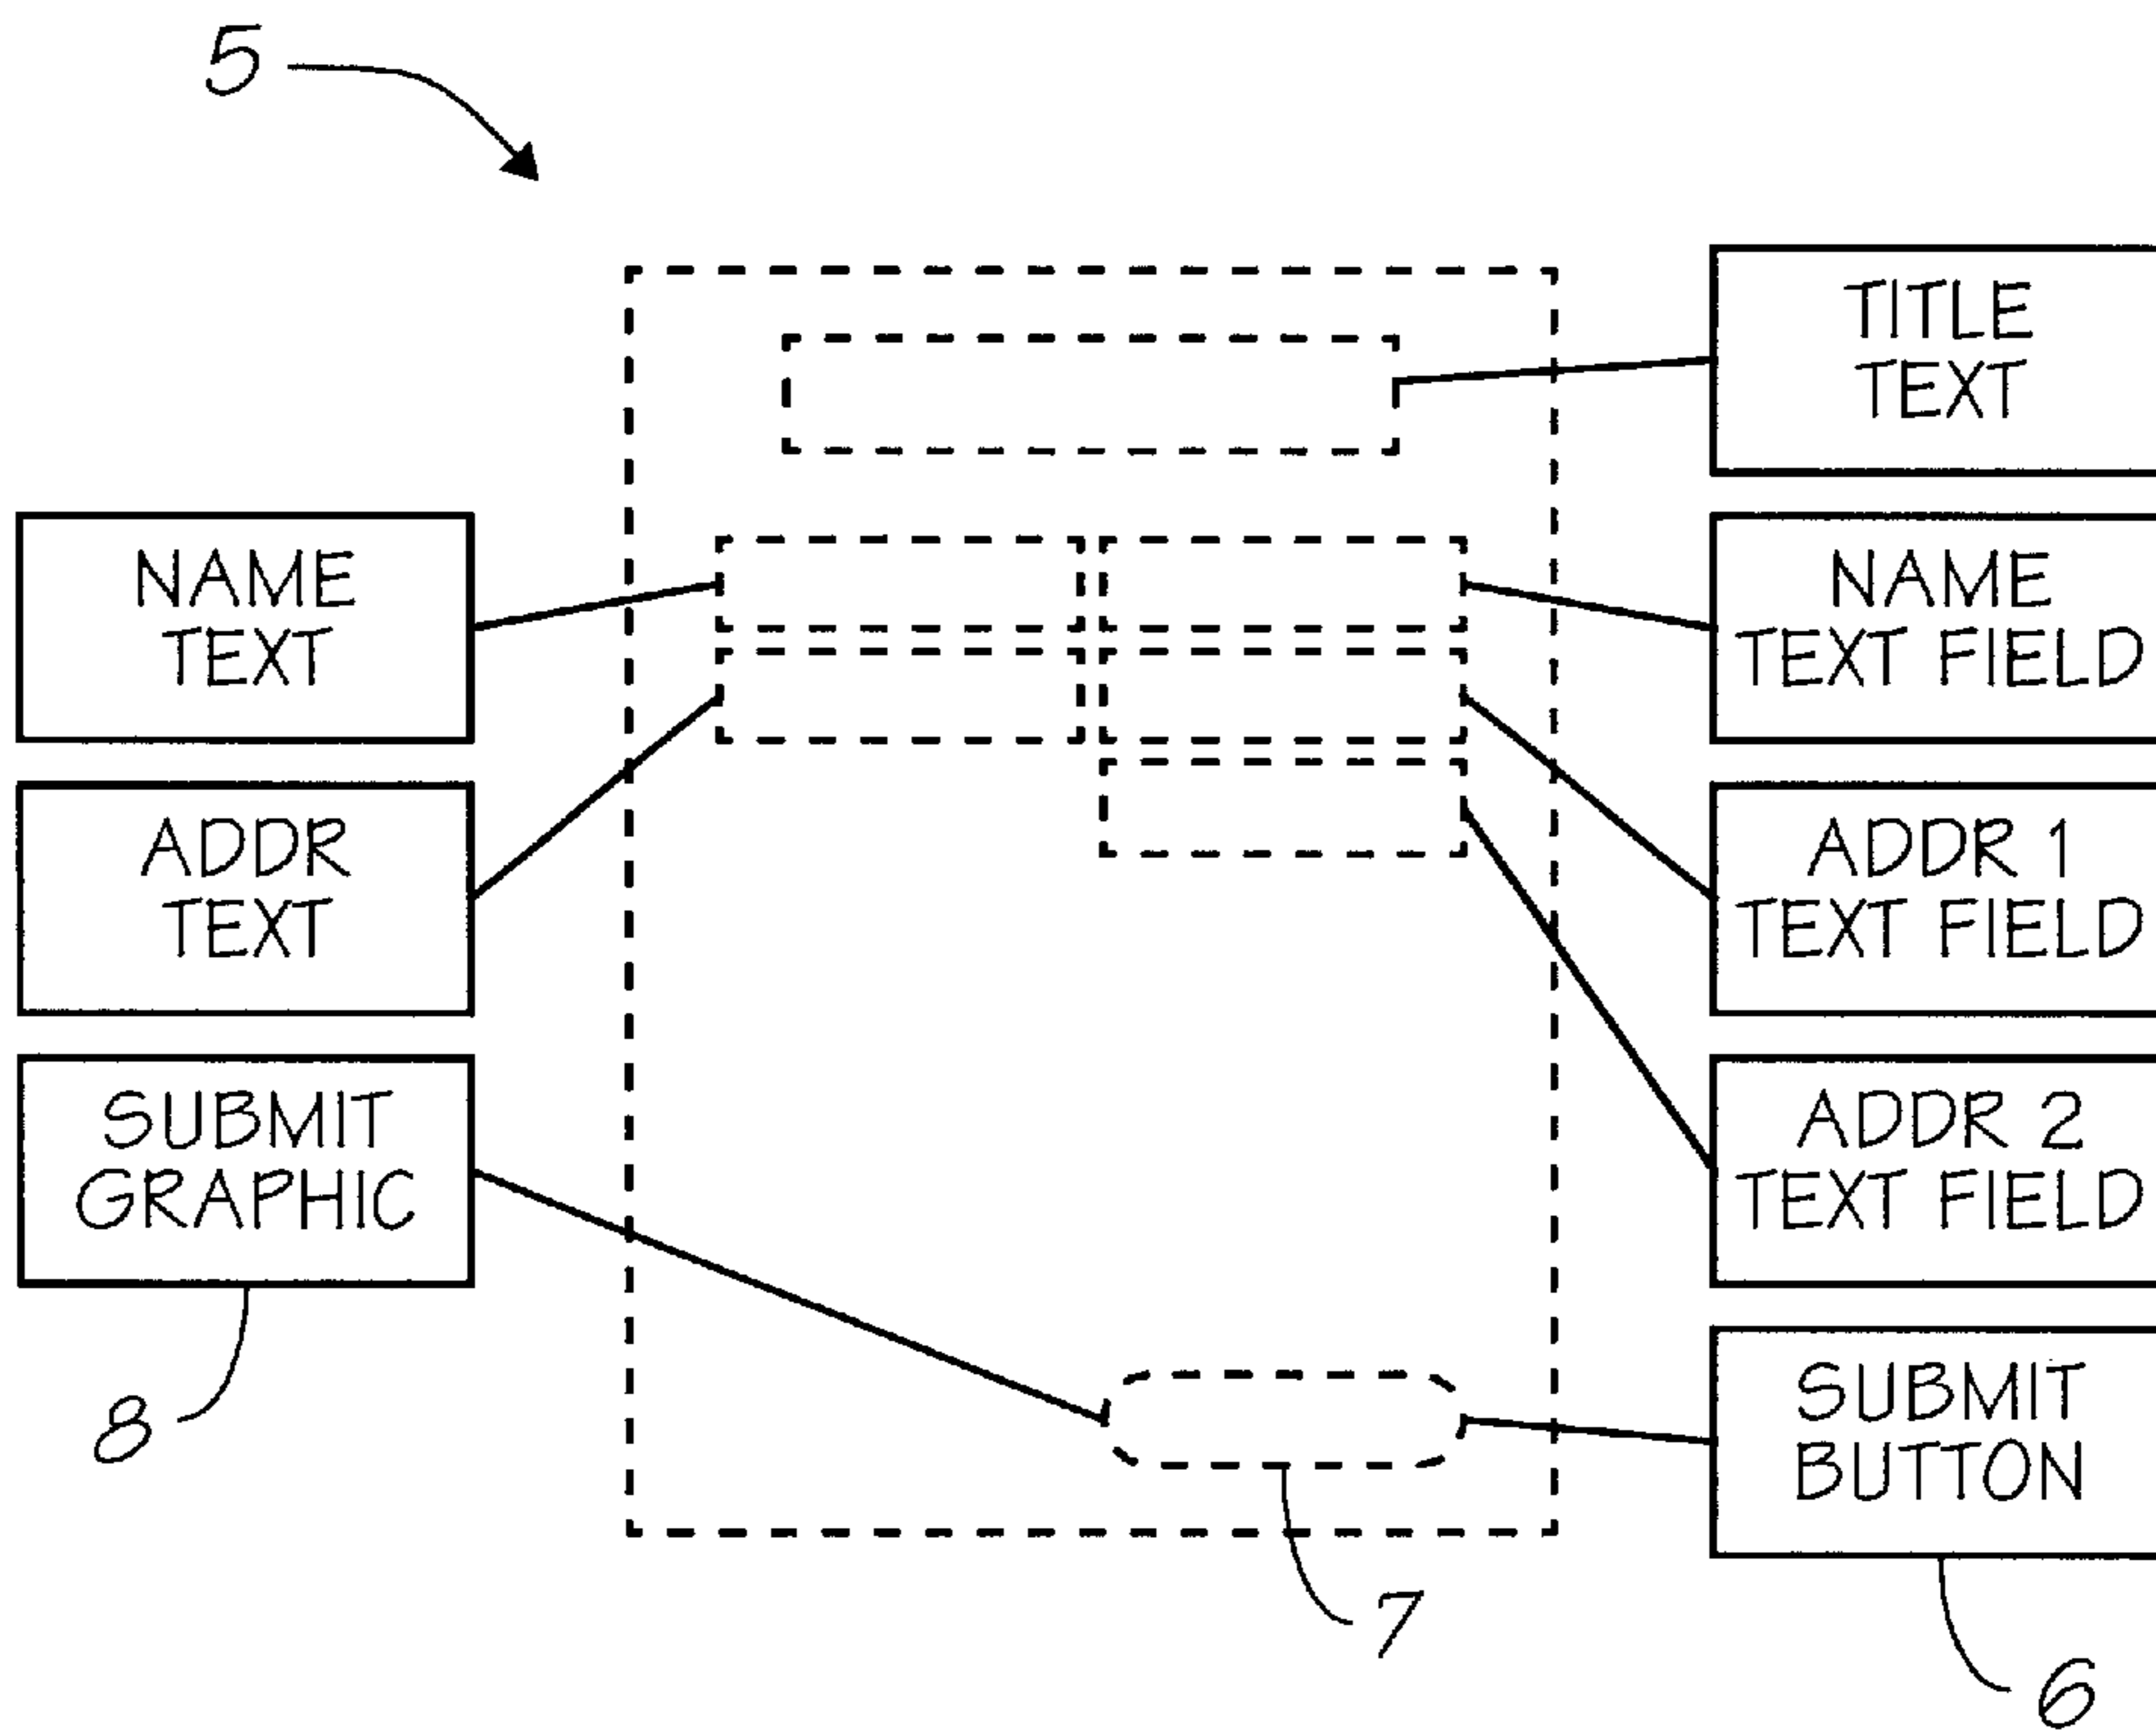 5
TITLE
TEXT
NAME
TEXT
NAME
TEXT FIELD
ADDR
TEXT
ADDR 1
TEXT FIELD
SUBMIT
GRAPHIC
ADDR 2
TEXT FIELD
SUBMIT
BUTTON
8
7
6